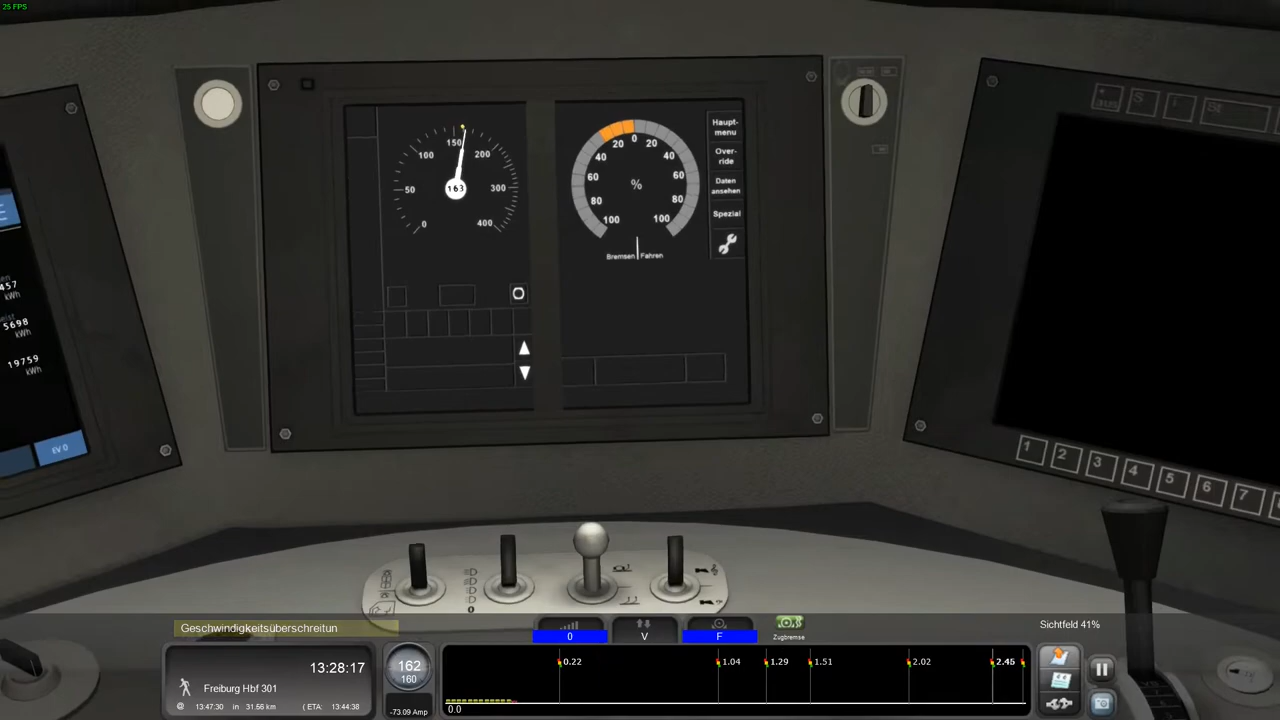 25 FPS
457
kWh
5698
kWh
19759
kWh
EV 0
150
100
200
50
163
300
0
400
20 0 20
40 40
60 60
%
80 80
100 100
Bremsen Fahren
Haupt-
menu
Over-
ride
Daten
ansehen
Spezial
aus
S
1 2 3 4 5 6 7
0
Geschwindigkeitsüberschreitun
0 V F
Zugbremse
Sichtfeld 41%
13:28:17
Freiburg Hbf 301
@ 13:47:30 in 31.56 km ( ETA: 13:44:38
162
160
-73.09 Amp
0.22 1.04 1.29 1.51 2.02 2.45
0.0